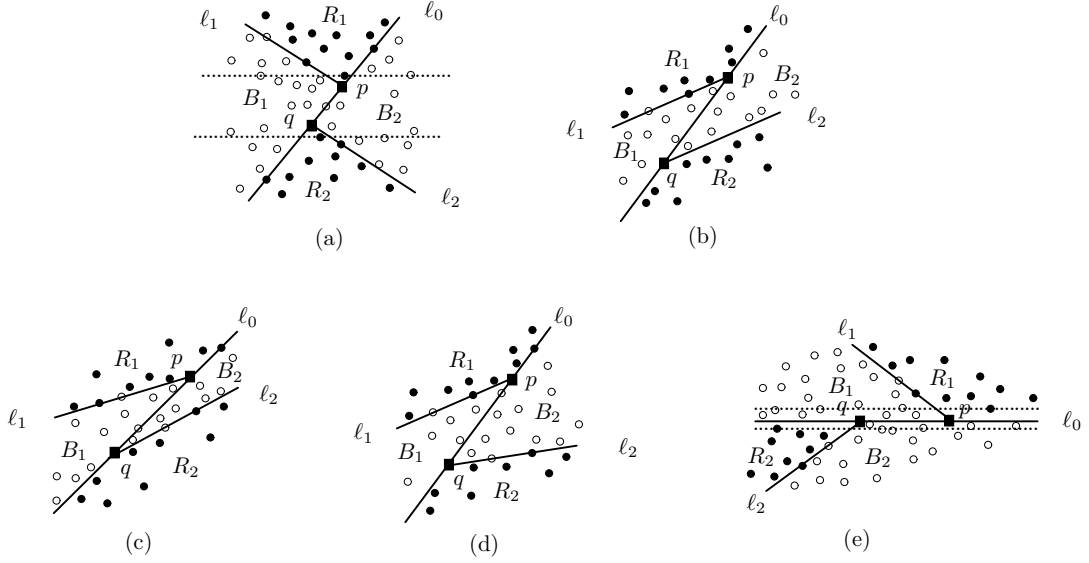 ℓ₁ R₁ ℓ₀
B₁ p B₂
q
R₂ ℓ₂
(a)
R₁ p B₂
ℓ₁ ℓ₂
B₁ q R₂
(b)
ℓ₀
R₁ p B₂
ℓ₁ ℓ₂
B₁ q R₂
(c)
ℓ₀
R₁ p
ℓ₁ B₂
B₁ ℓ₂
q R₂
(d)
ℓ₁
B₁ R₁
q p ℓ₀
R₂ B₂
ℓ₂
(e)